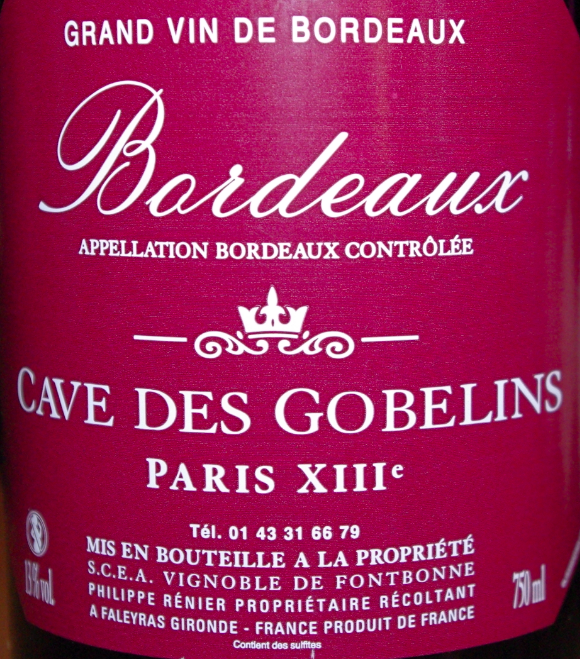 GRAND VIN DE BORDEAUX
Bordeaux
APPELLATION BORDEAUX CONTRÔLÉE
CAVE DES GOBELINS
PARIS XIIIe
Tél. 01 43 31 66 79
MIS EN BOUTEILLE A LA PROPRIÉTÉ
S.C.E.A. VIGNOBLE DE FONTBONNE
13% vol.
PHILIPPE RÉNIER PROPRIÉTAIRE RÉCOLTANT
750 ml
A FALEYRAS GIRONDE - FRANCE PRODUIT DE FRANCE
Contient des sulfites